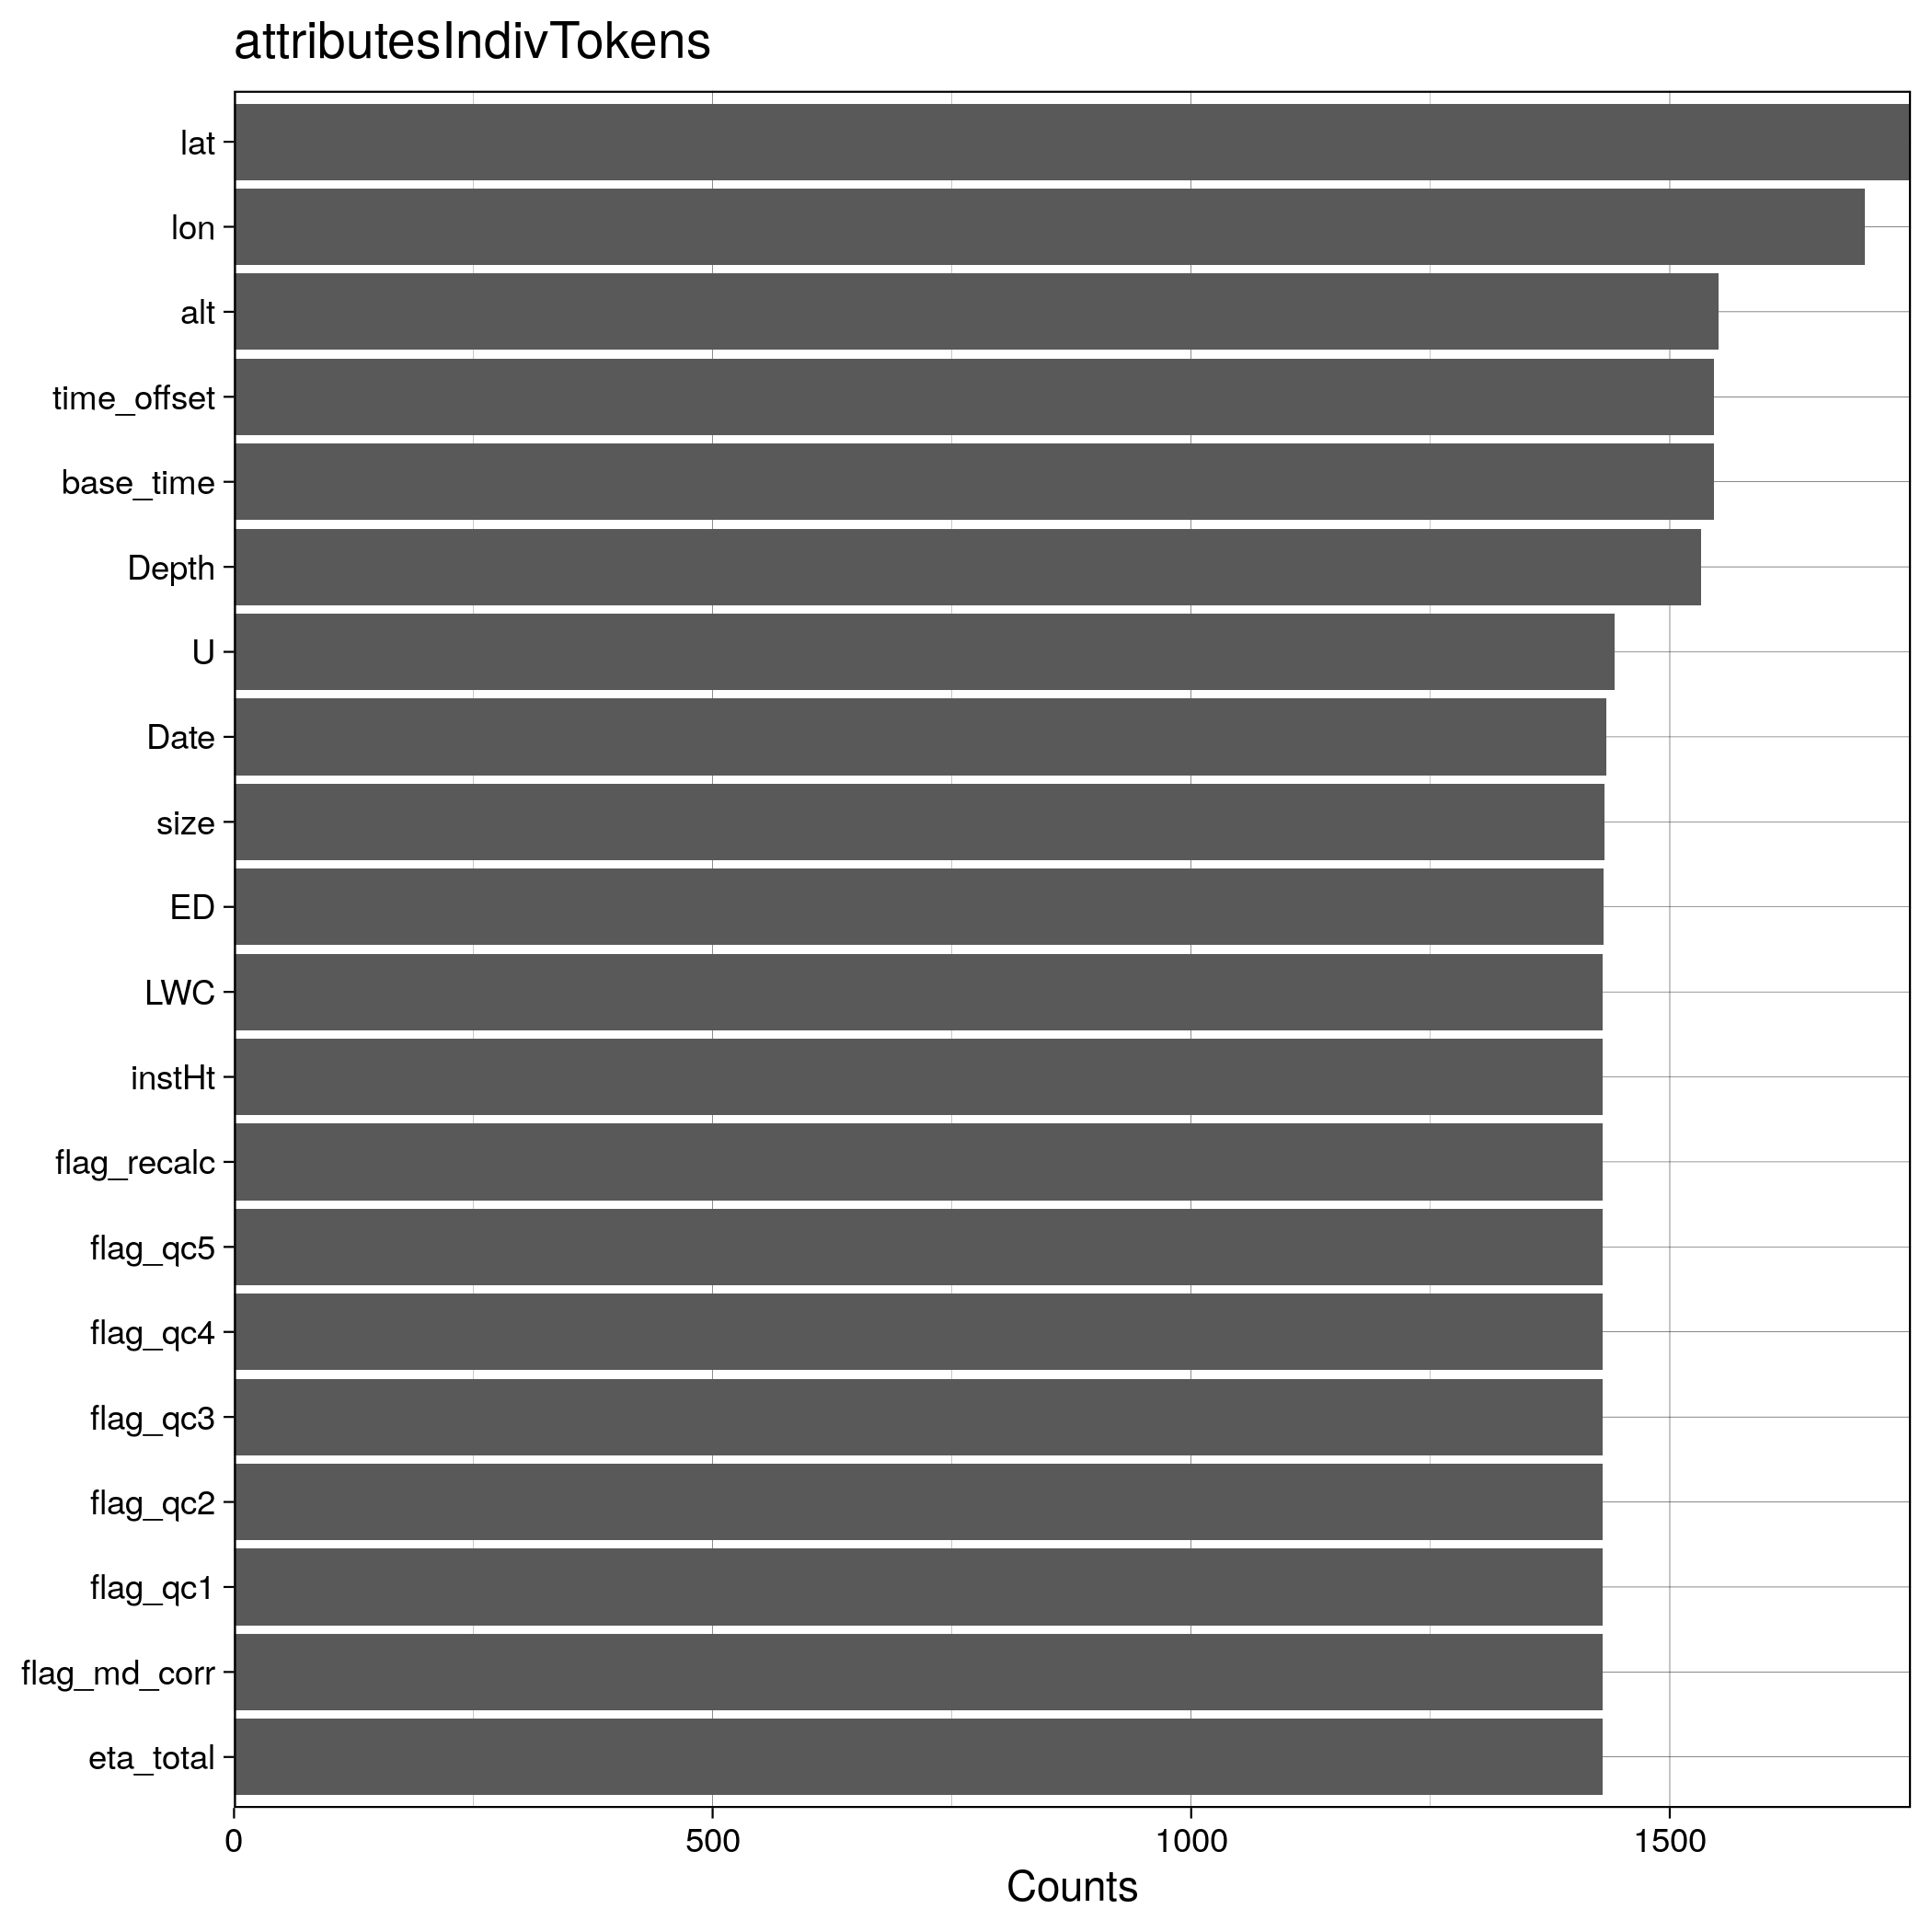 attributesIndivTokens
lat
lon
alt
time_offset
base_time
Depth
U
Date
size
ED
LWC
instHt
flag_recalc
flag_qc5
flag_qc4
flag_qc3
flag_qc2
flag_qc1
flag_md_corr
eta_total
0 500 1000 1500
Counts